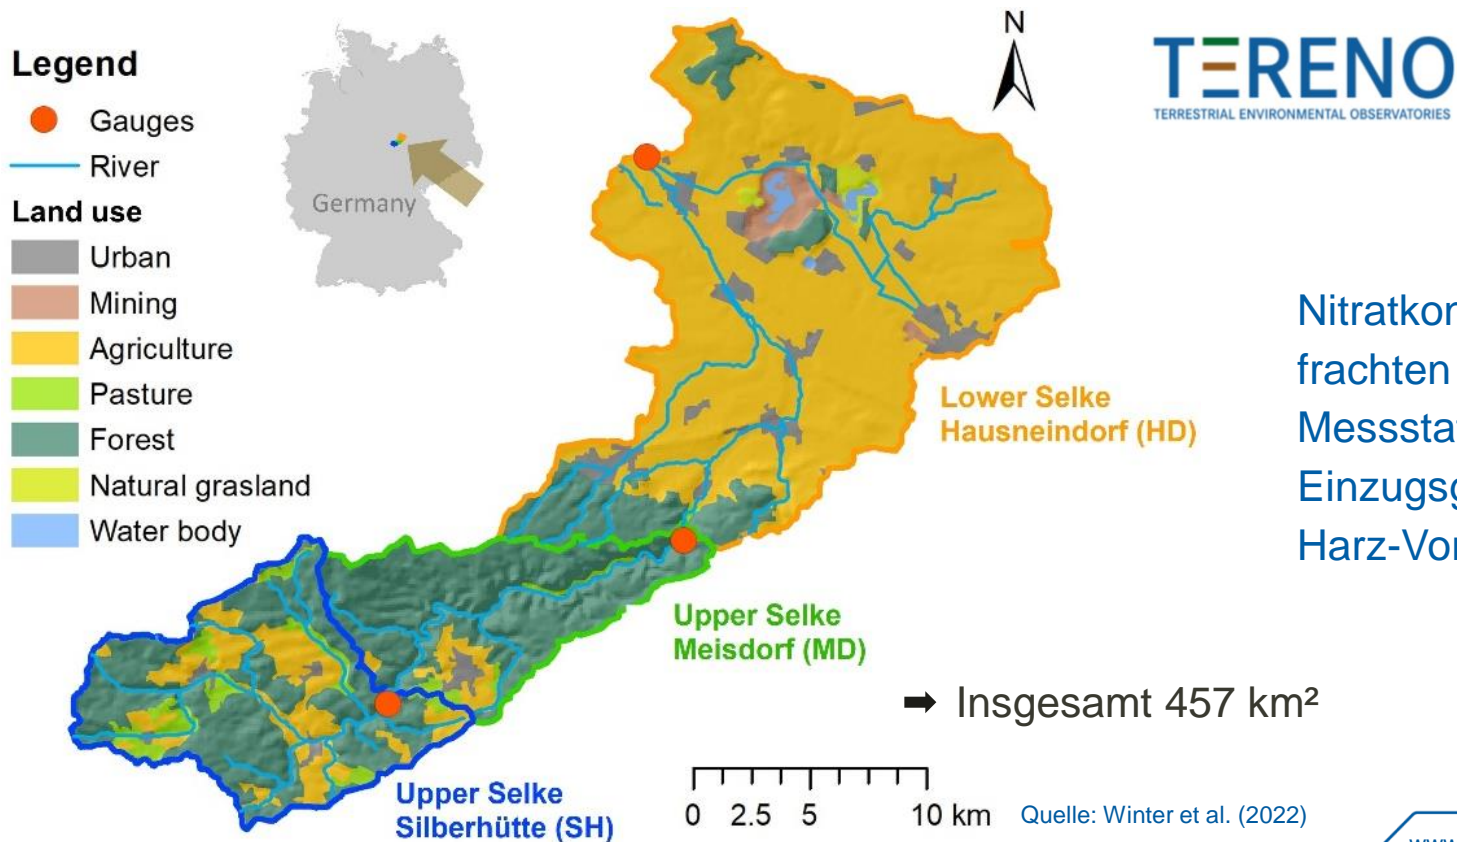 Legend
Gauges
River
Land use
Urban
Mining
Agriculture
Pasture
Forest
Natural grasland
Water body
Germany
N
TERENO
TERRESTRIAL ENVIRONMENTAL OBSERVATORIES
frachten
Harz-
Lower Selke
Hausneindorf (HD)
Upper Selke
Meisdorf (MD)
➡ Insgesamt 457 km²
Upper Selke
Silberhütte (SH)
0 2.5 5 10 km
Quelle: Winter et al. (2022)